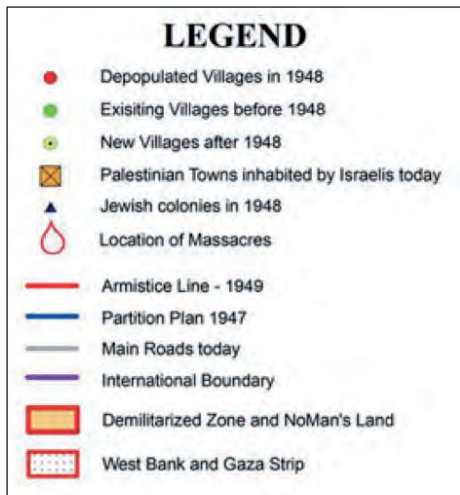 LEGEND
Depopulated Villages in 1948
Exisiting Villages before 1948
New Villages after 1948
Palestinian Towns inhabited by Israelis today
Jewish colonies in 1948
Location of Massacres
Armistice Line - 1949
Partition Plan 1947
Main Roads today
International Boundary
Demilitarized Zone and NoMan's Land
West Bank and Gaza Strip